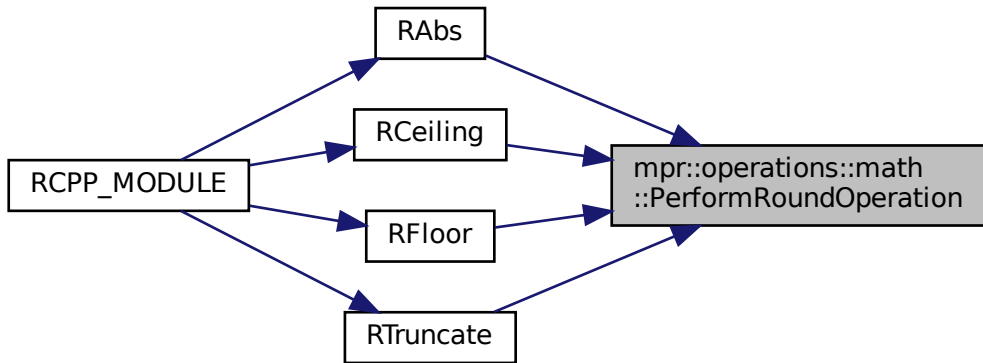 RAbs
RCeiling
RCPP_MODULE
mpr::operations::math
::PerformRoundOperation
RFloor
RTruncate